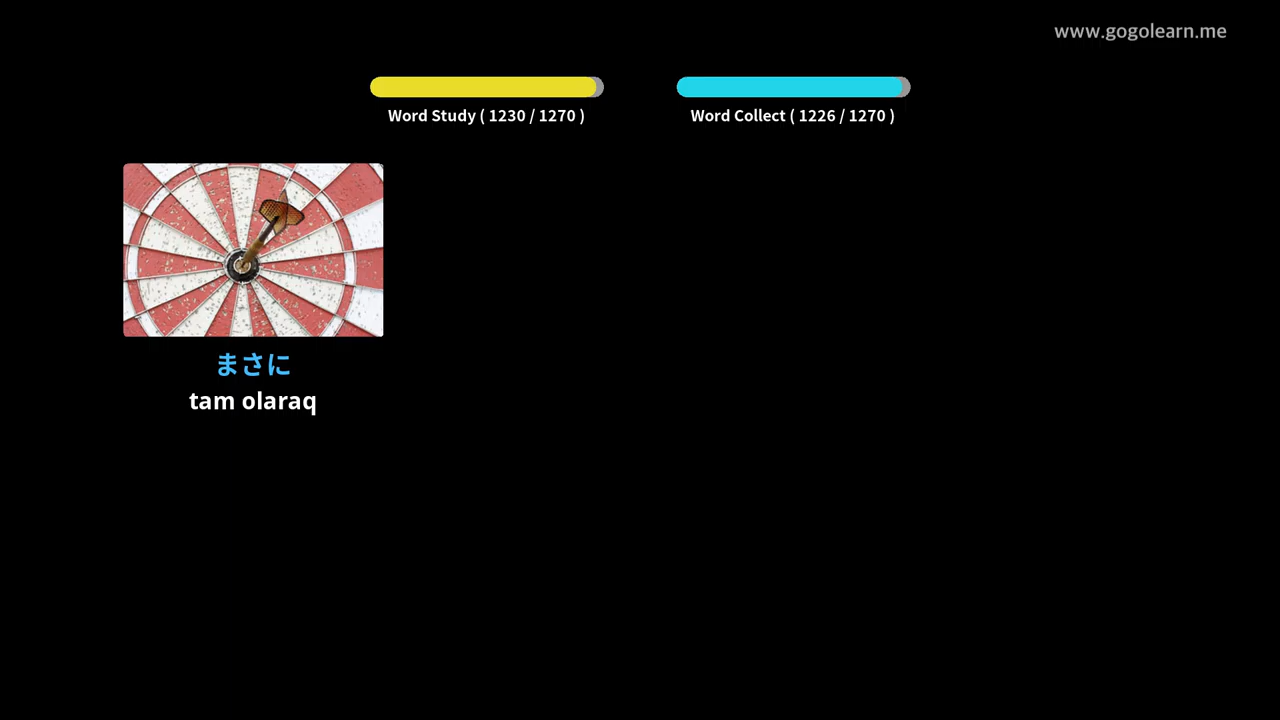 www.gogolearn.me
Word Study ( 1230 / 1270 )
Word Collect ( 1226 / 1270 )
まさに
tam olaraq